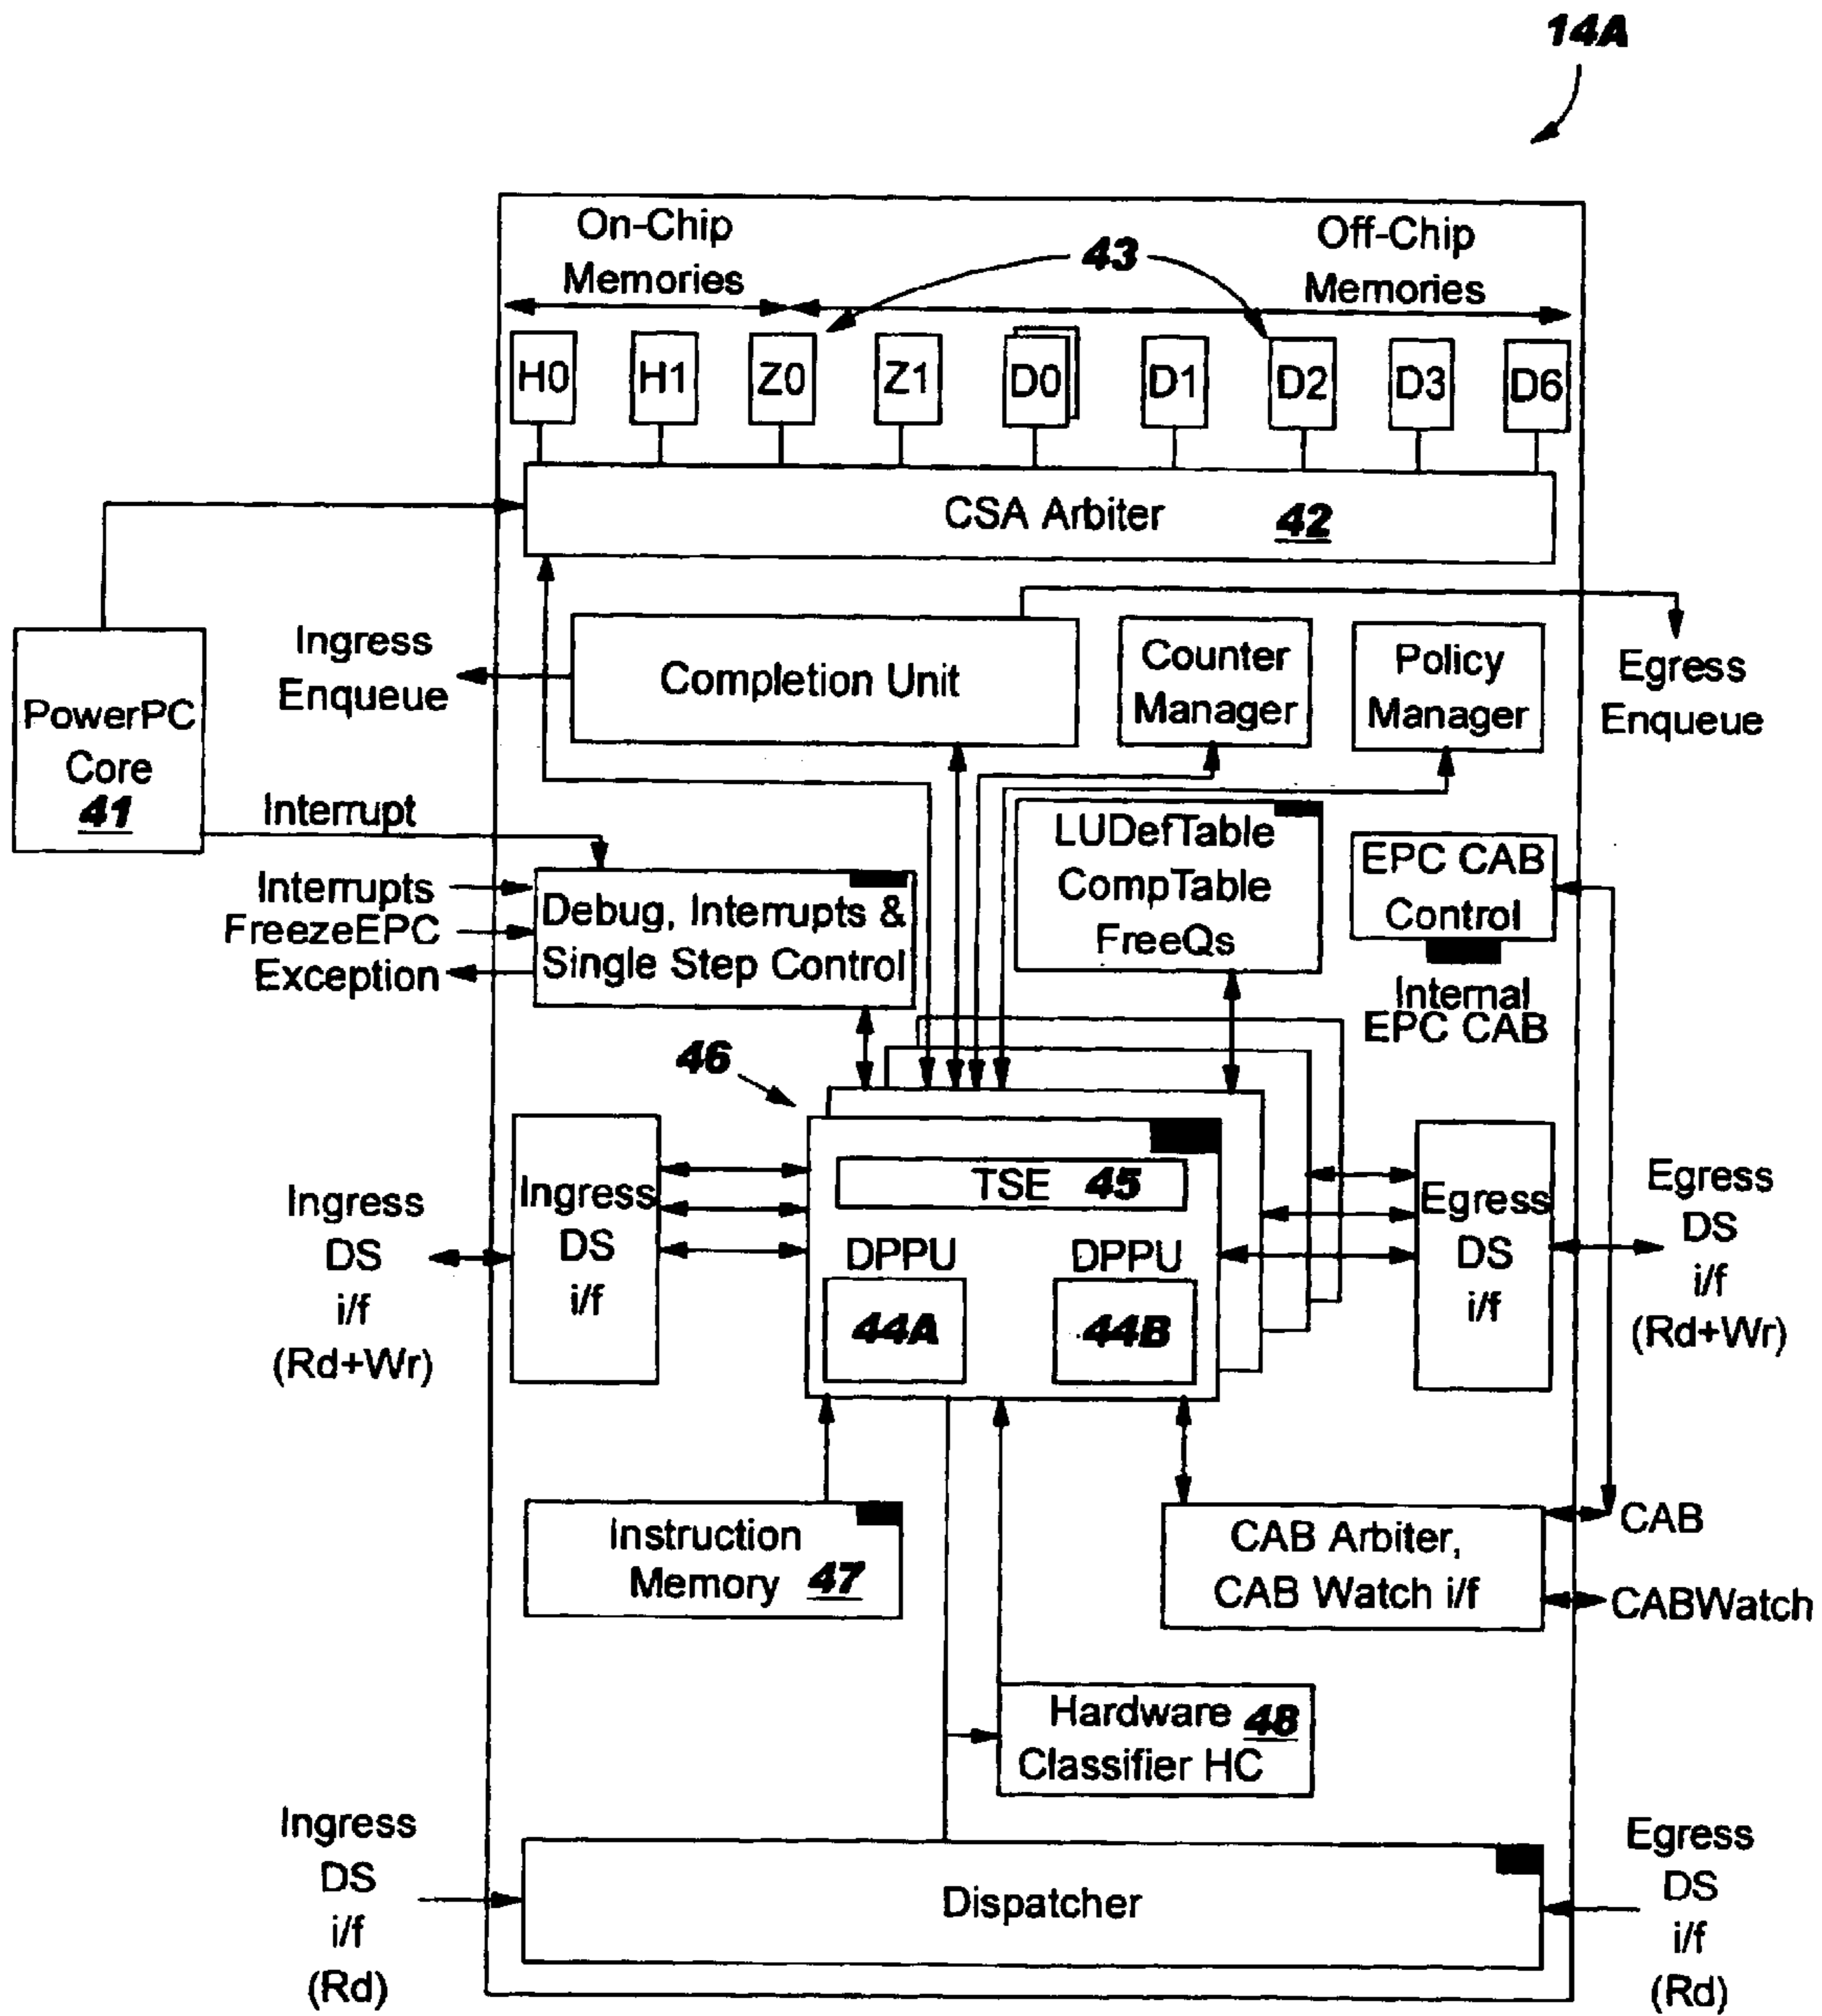 14A
On-Chip
Memories
43
Off-Chip
Memories
H0
H1
Z0
Z1
D0
D1
D2
D3
D6
CSA Arbiter 42
PowerPC
Core
41
Ingress
Enqueue
Completion Unit
Counter
Manager
Policy
Manager
Egress
Enqueue
Interrupt
Interrupts
FreezeEPC
Exception
Debug, Interrupts &
Single Step Control
LUDefTable
CompTable
FreeQs
EPC CAB
Control
Internal
EPC CAB
46
Ingress
DS
i/f
(Rd+Wr)
Ingress
DS
i/f
TSE 45
DPPU
44A
DPPU
44B
Egress
DS
i/f
Egress
DS
i/f
(Rd+Wr)
Instruction
Memory 47
CAB Arbiter,
CAB Watch i/f
CAB
CABWatch
Hardware 48
Classifier HC
Ingress
DS
i/f
(Rd)
Dispatcher
Egress
DS
i/f
(Rd)